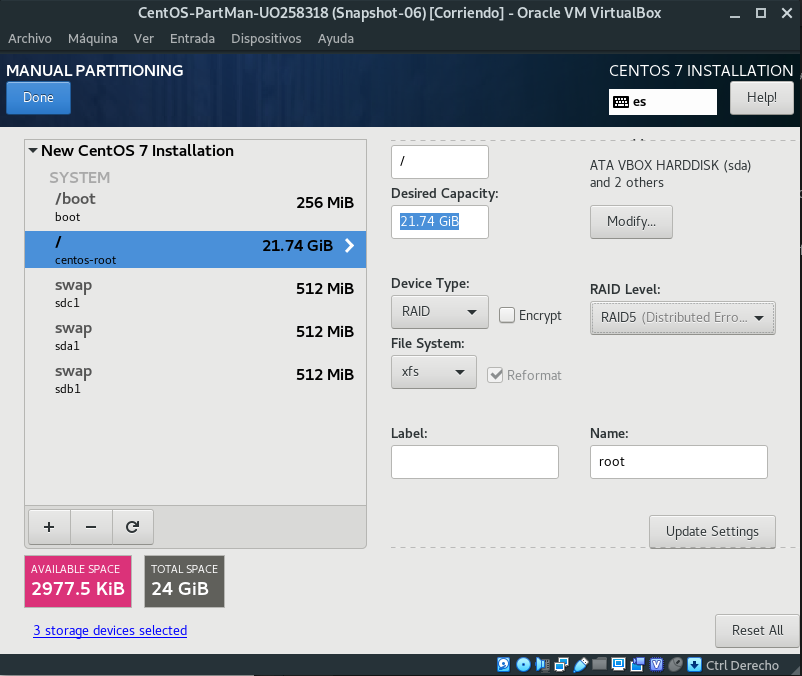 CentOS-PartMan-UO258318 (Snapshot-06) [Corriendo] - Oracle VM VirtualBox
Archivo Máquina Ver Entrada Dispositivos Ayuda
MANUAL PARTITIONING
CENTOS 7 INSTALLATION
Done
es
Help!
New CentOS 7 Installation
SYSTEM
/boot
256 MiB
boot
/
21.74 GiB
centos-root
swap
512 MiB
sdc1
swap
512 MiB
sda1
swap
512 MiB
sdb1
+ −
AVAILABLE SPACE
2977.5 KiB
TOTAL SPACE
24 GiB
3 storage devices selected
/
ATA VBOX HARDDISK (sda)
and 2 others
Desired Capacity:
21.74 GiB
Modify...
Device Type:
RAID
Encrypt
RAID Level:
RAID5 (Distributed Erro...
File System:
xfs
Reformat
Label:
Name:
root
Update Settings
Reset All
Ctrl Derecho